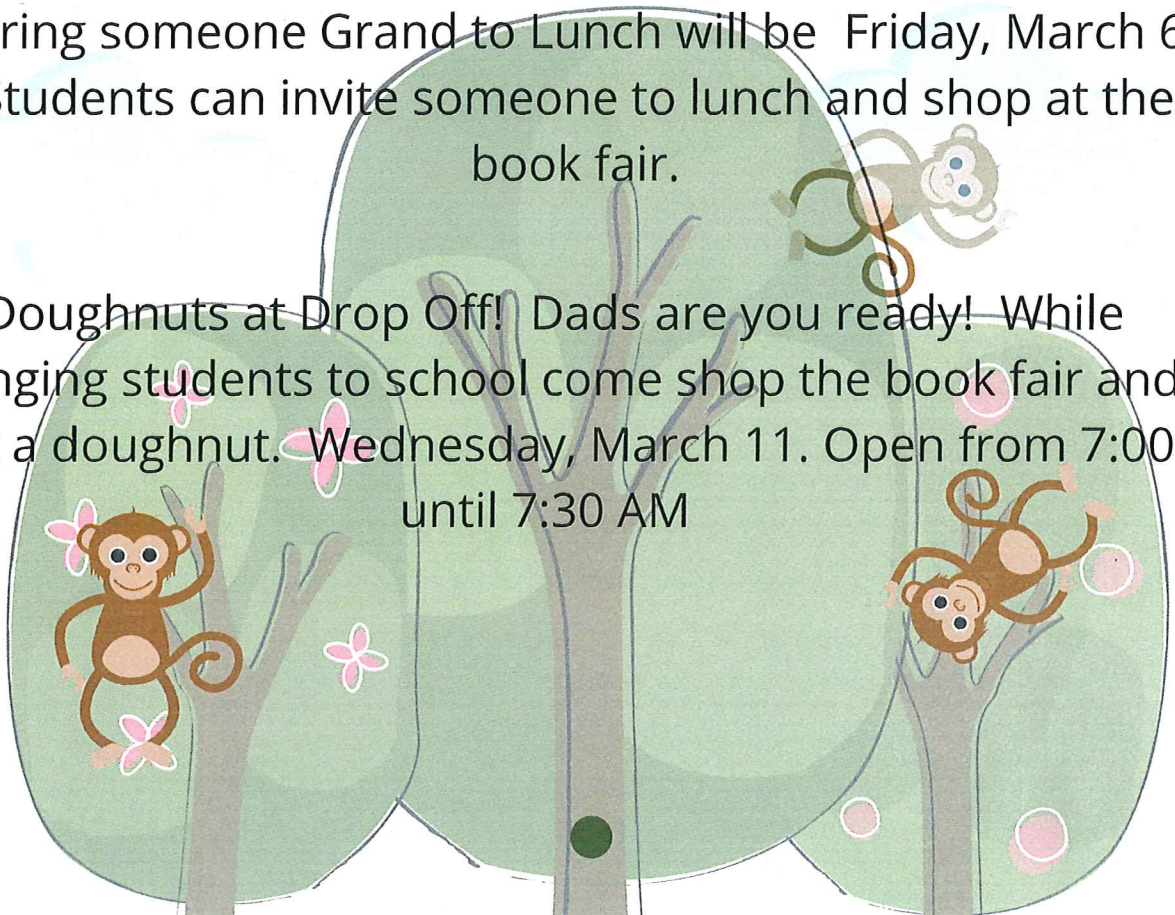 ring someone Grand to Lunch will be Friday, March 6
tudents can invite someone to lunch and shop at the
book fair.
Doughnuts at Drop Off! Dads are you ready! While
nging students to school come shop the book fair and
a doughnut. Wednesday, March 11. Open from 7:00
until 7:30 AM